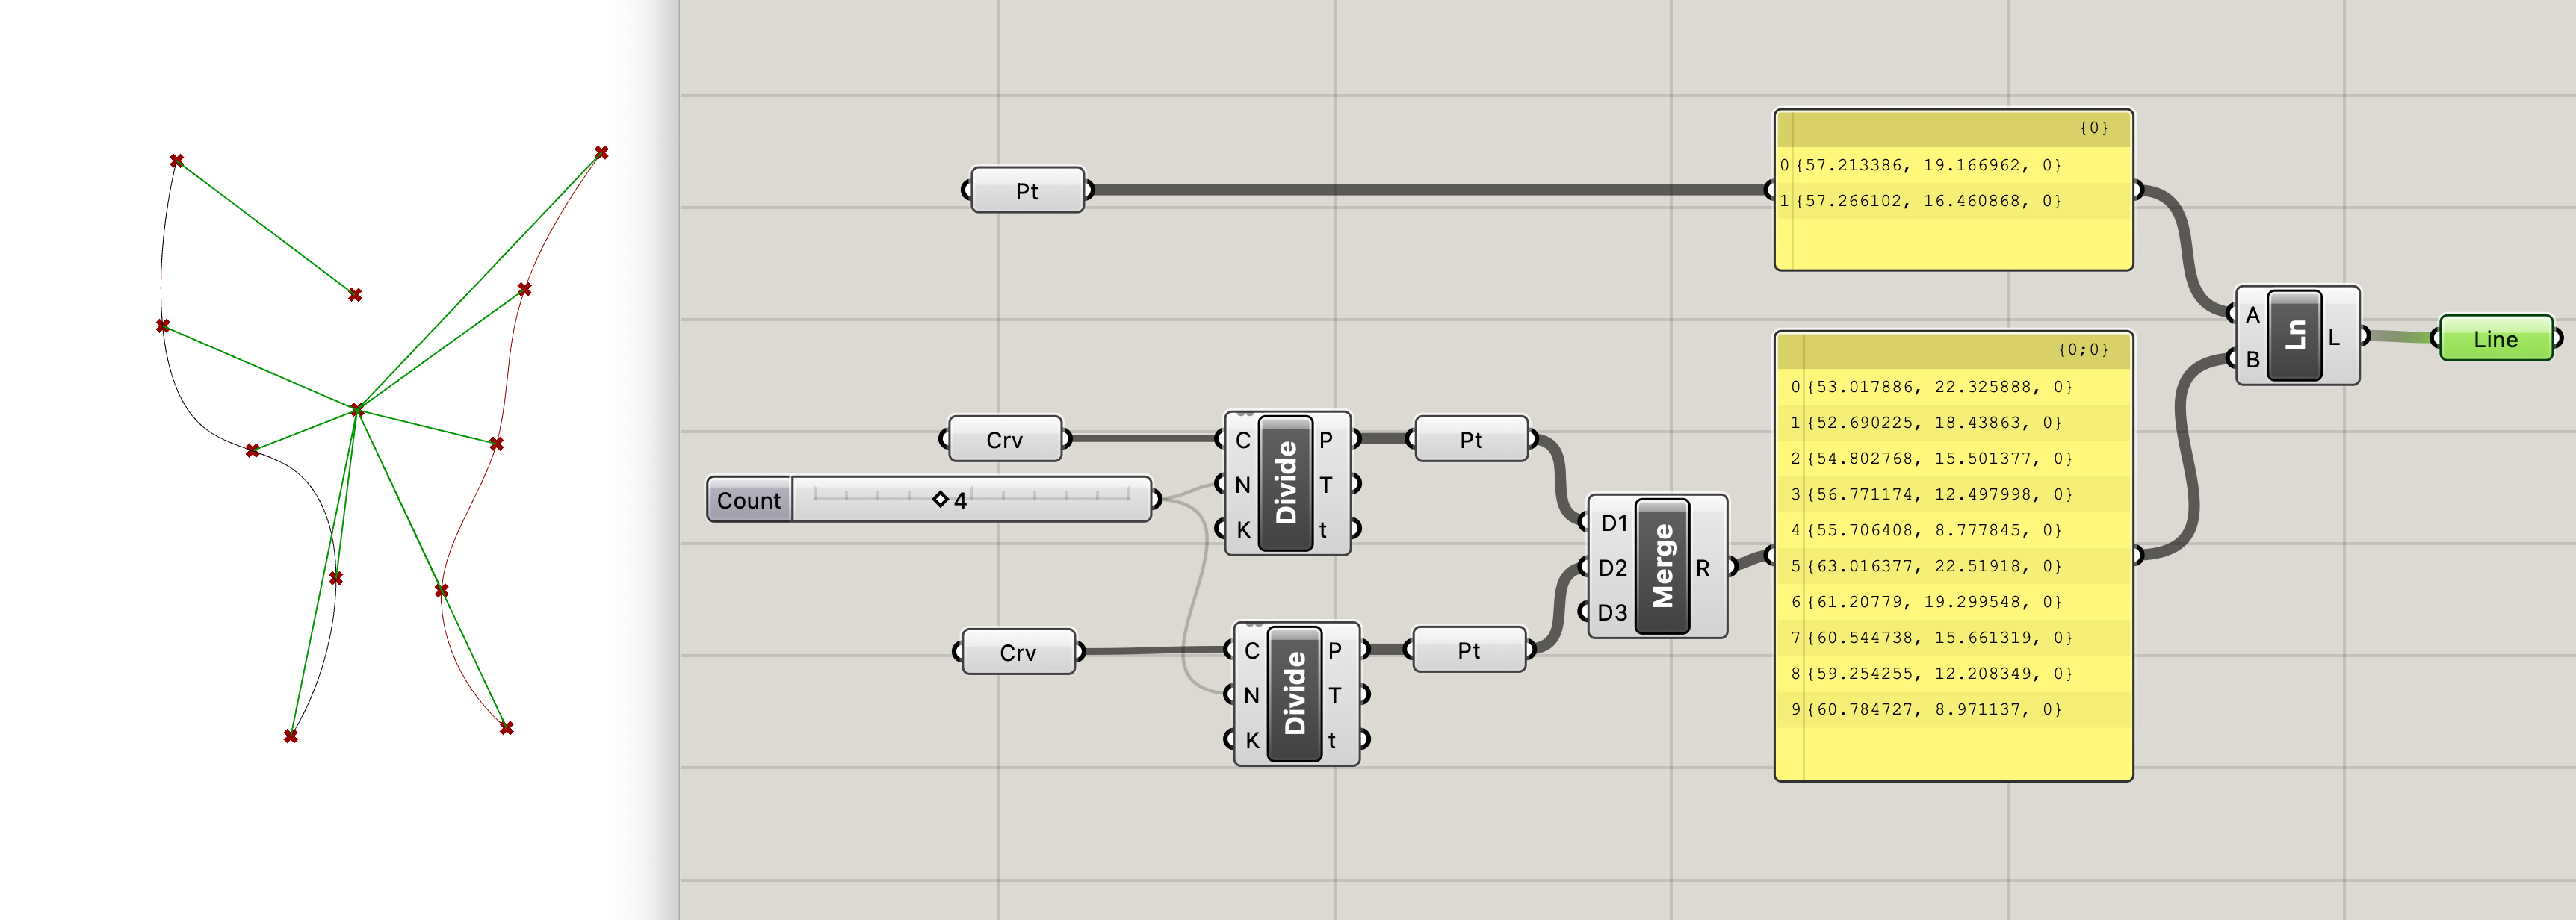 {0}
0 {57.213386, 19.166962, 0}
1 {57.266102, 16.460868, 0}
Pt
A
B
Ln
L
Line
{0;0}
0 {53.017886, 22.325888, 0}
1 {52.690225, 18.43863, 0}
2 {54.802768, 15.501377, 0}
3 {56.771174, 12.497998, 0}
4 {55.706408, 8.777845, 0}
5 {63.016377, 22.51918, 0}
6 {61.20779, 19.299548, 0}
7 {60.544738, 15.661319, 0}
8 {59.254255, 12.208349, 0}
9 {60.784727, 8.971137, 0}
Crv
Count
4
C
N
K
Divide
P
T
t
Pt
D1
D2
D3
Merge
R
Crv
C
N
K
Divide
P
T
t
Pt